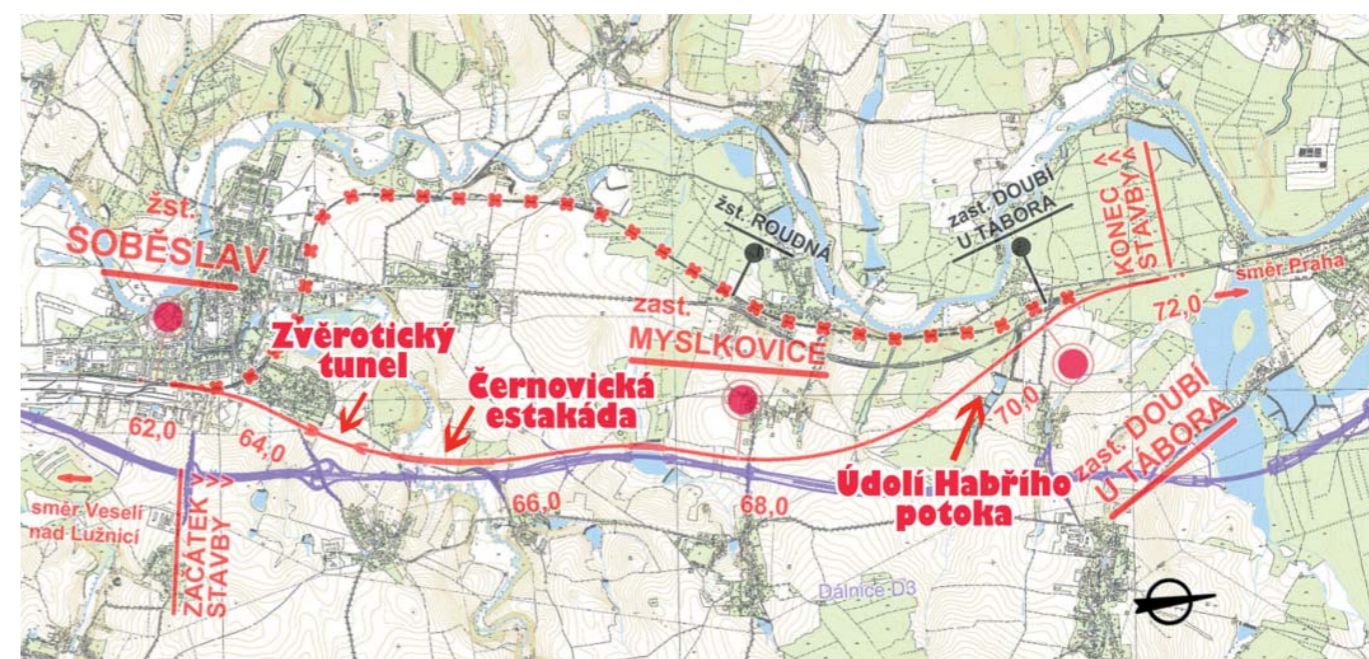 žst.
SOBĚSLAV
Zvěrotický
tunel
Černovická
estakáda
zast.
MYSLKOVICE
žst. ROUDNÁ
zast. DOUBÍ
U TÁBORA
KONEC >>
STAVBY >>
směr Praha
72,0
70,0
zast. DOUBÍ
U TÁBORA
Údolí Habřího
potoka
62,0
64,0
66,0
68,0
směr Veselí
nad Lužnicí
ZAČÁTEK >>
STAVBY >>
Dálnice D3